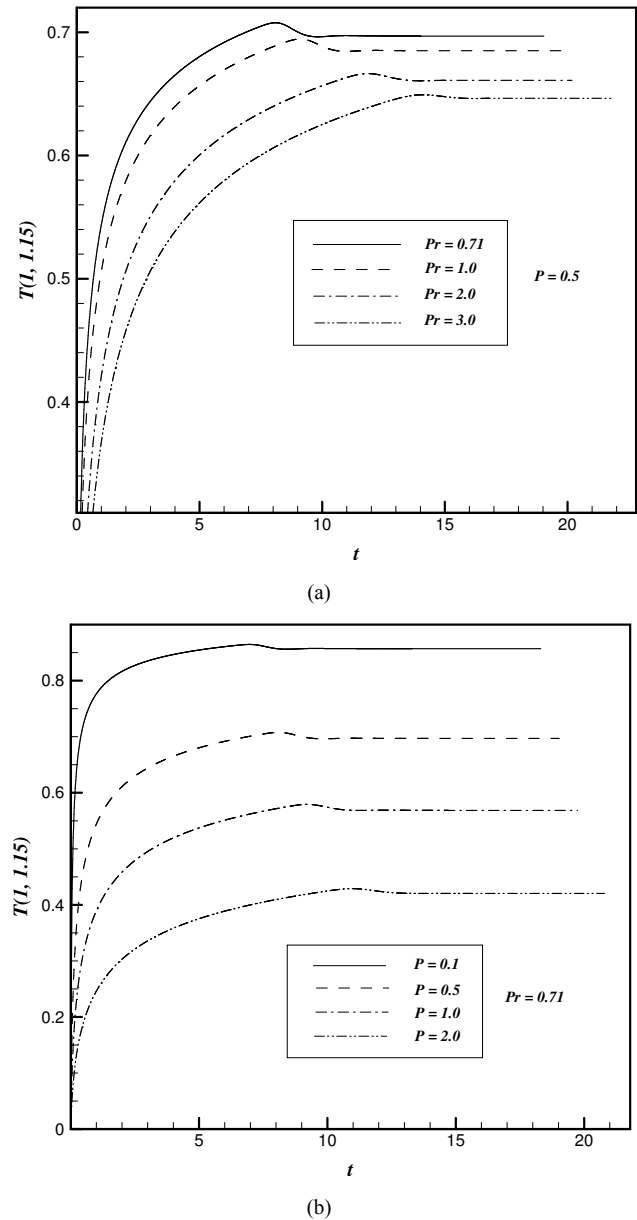 0.7
0.6
0.5
0.4
T(1, 1.15)
Pr = 0.71
Pr = 1.0
Pr = 2.0
Pr = 3.0
P = 0.5
0 5 10 15 20
t
(a)
0.8
0.6
0.4
0.2
0
T(1, 1.15)
P = 0.1
P = 0.5
P = 1.0
P = 2.0
Pr = 0.71
5 10 15 20
t
(b)